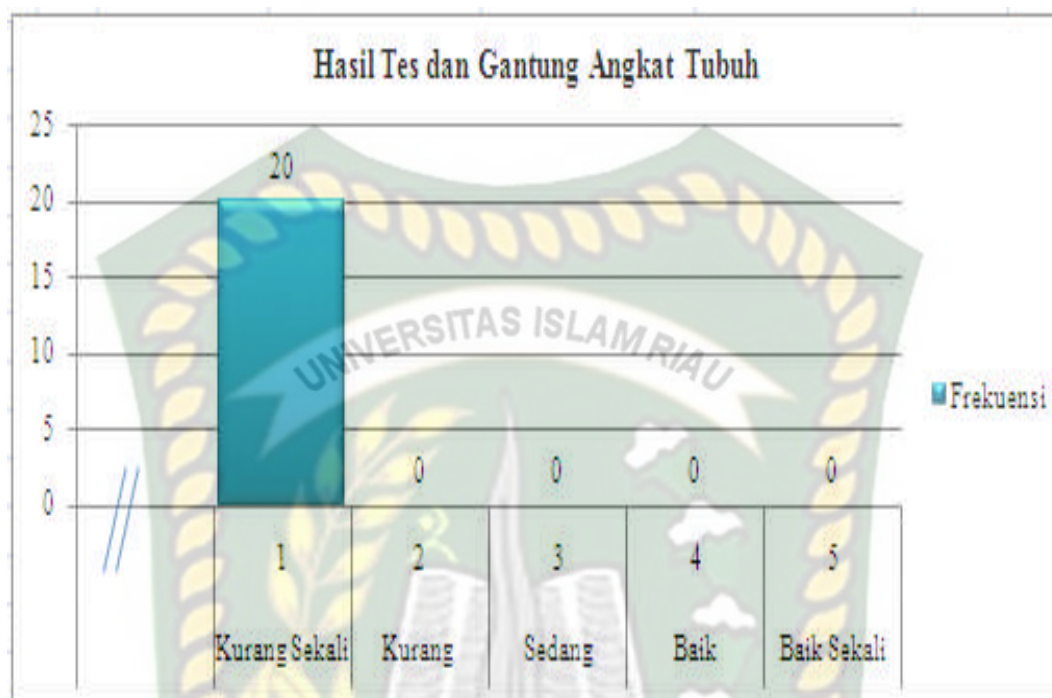 Hasil Tes dan Gantung Angkat Tubuh
25
20
20
15
UNIVERSITAS ISLAM RIAU
10
Frekuensi
5
0 0 0 0
0
1 2 3 4 5
Kurang Sekali Kurang Sedang Baik Baik Sekali